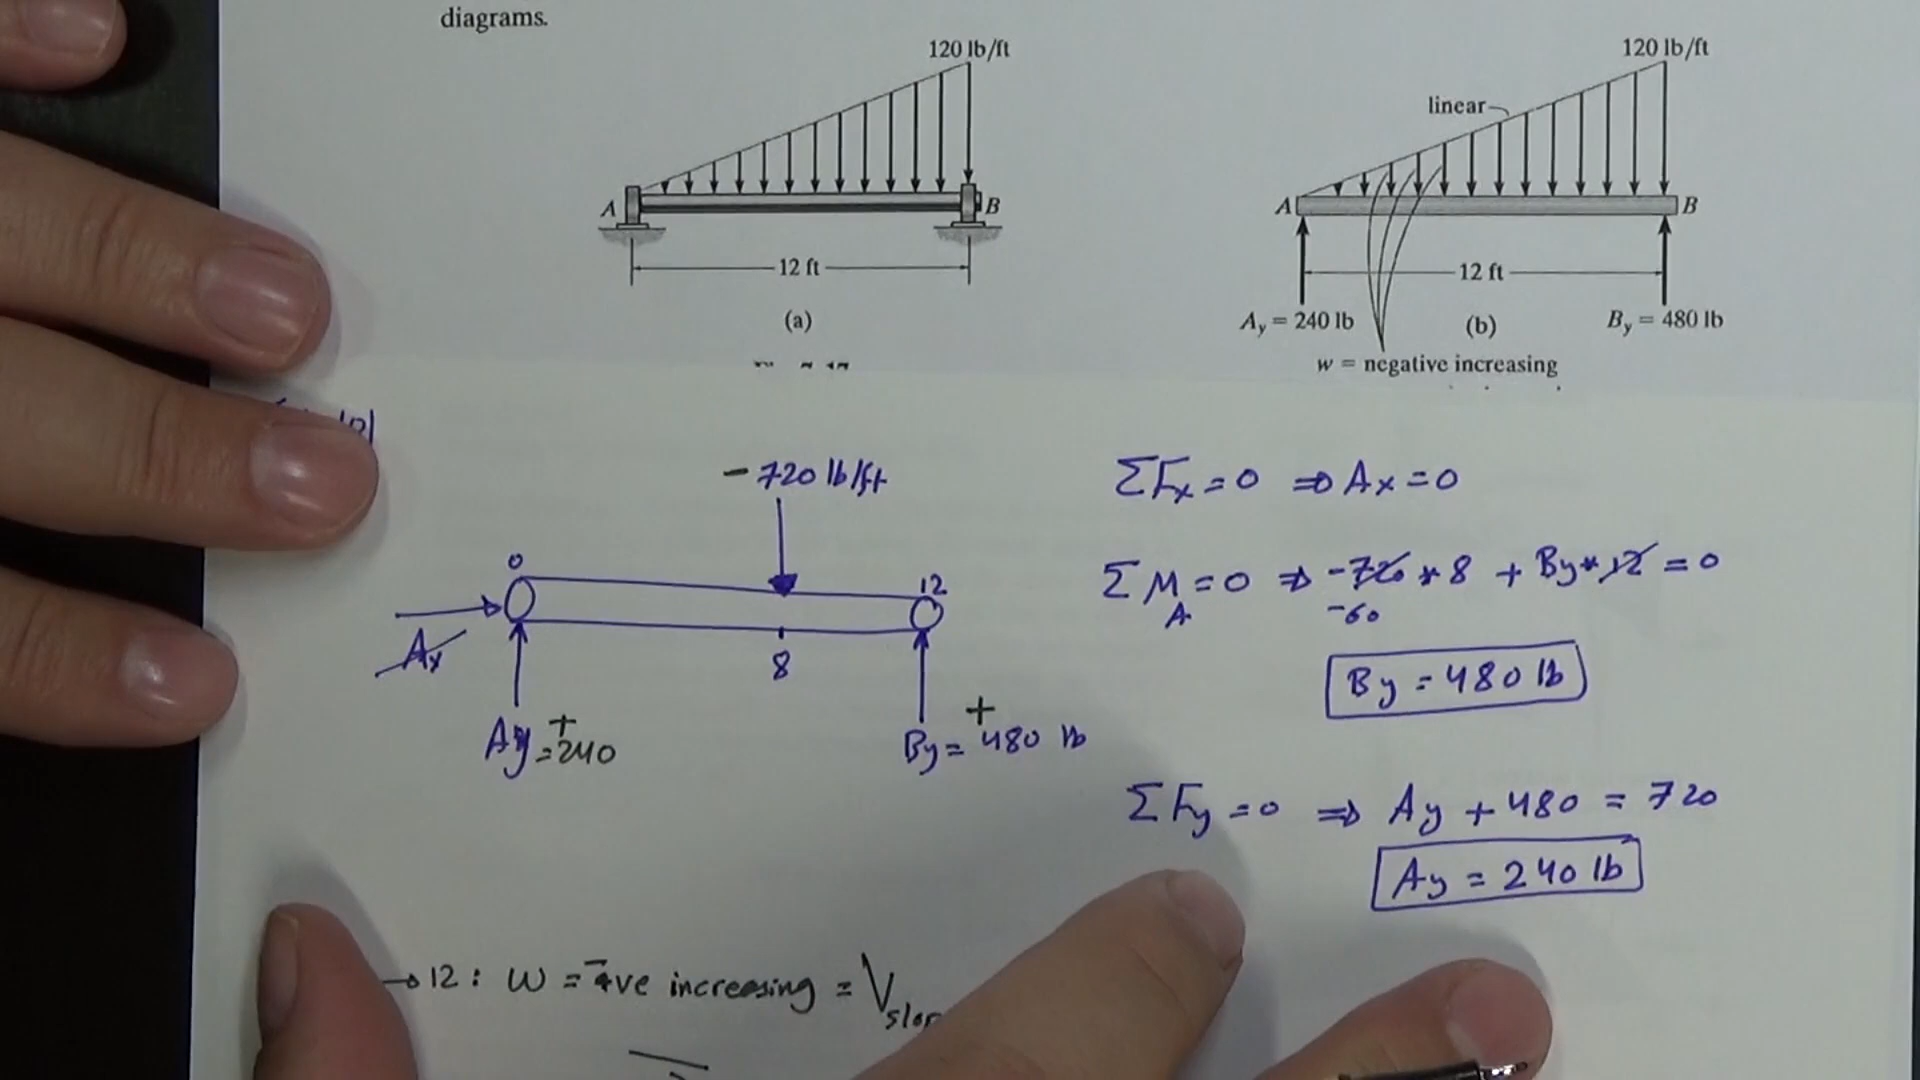 diagrams.
120 lb/ft
A
B
12 ft
(a)
120 lb/ft
linear
A
B
12 ft
Ay = 240 lb
(b)
By = 480 lb
w = negative increasing
- 720 lb/ft
0
12
Ax
8
Ay = + 240
By = + 480 lb
ΣFx = 0 ⇒ Ax = 0
ΣMA = 0 ⇒ -720 * 8 + By * 12 = 0
-60
By = 480 lb
ΣFy = 0 ⇒ Ay + 480 = 720
Ay = 240 lb
→ 12 : w = -ve increasing = V